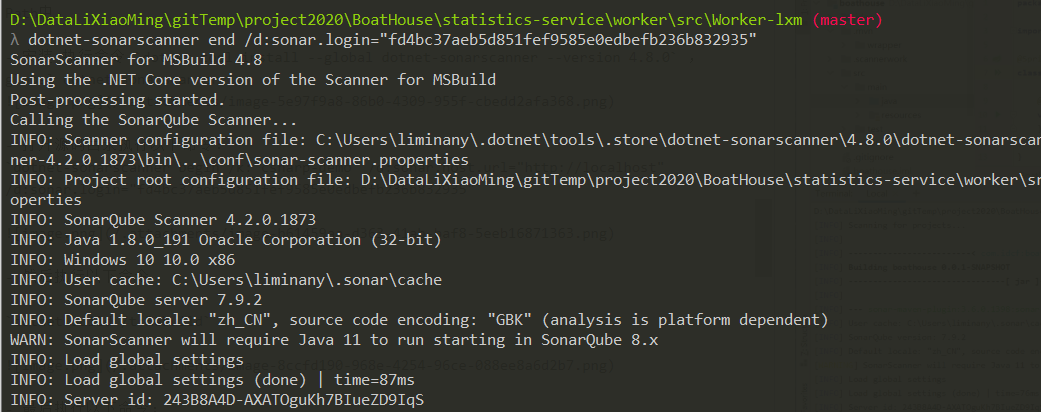 D:\DataLiXiaoMing\gitTemp\project2020\BoatHouse\statistics-service\worker\src\Worker-lxm (master)
λ dotnet-sonarscanner end /d:sonar.login="fd4bc37aeb5d851fef9585e0edbefb236b832935"
SonarScanner for MSBuild 4.8
Using the .NET Core version of the Scanner for MSBuild
Post-processing started.
Calling the SonarQube Scanner...
INFO: Scanner configuration file: C:\Users\liminany\.dotnet\tools\.store\dotnet-sonarscanner\4.8.0\dotnet-sonarscan
ner-4.2.0.1873\bin\..\conf\sonar-scanner.properties
INFO: Project root configuration file: D:\DataLiXiaoMing\gitTemp\project2020\BoatHouse\statistics-service\worker\sr
operties
INFO: SonarQube Scanner 4.2.0.1873
INFO: Java 1.8.0_191 Oracle Corporation (32-bit)
INFO: Windows 10 10.0 x86
INFO: User cache: C:\Users\liminany\.sonar\cache
INFO: SonarQube server 7.9.2
INFO: Default locale: "zh_CN", source code encoding: "GBK" (analysis is platform dependent)
WARN: SonarScanner will require Java 11 to run starting in SonarQube 8.x
INFO: Load global settings
INFO: Load global settings (done) | time=87ms
INFO: Server id: 243B8A4D-AXATOguKh7BIueZD9IqS